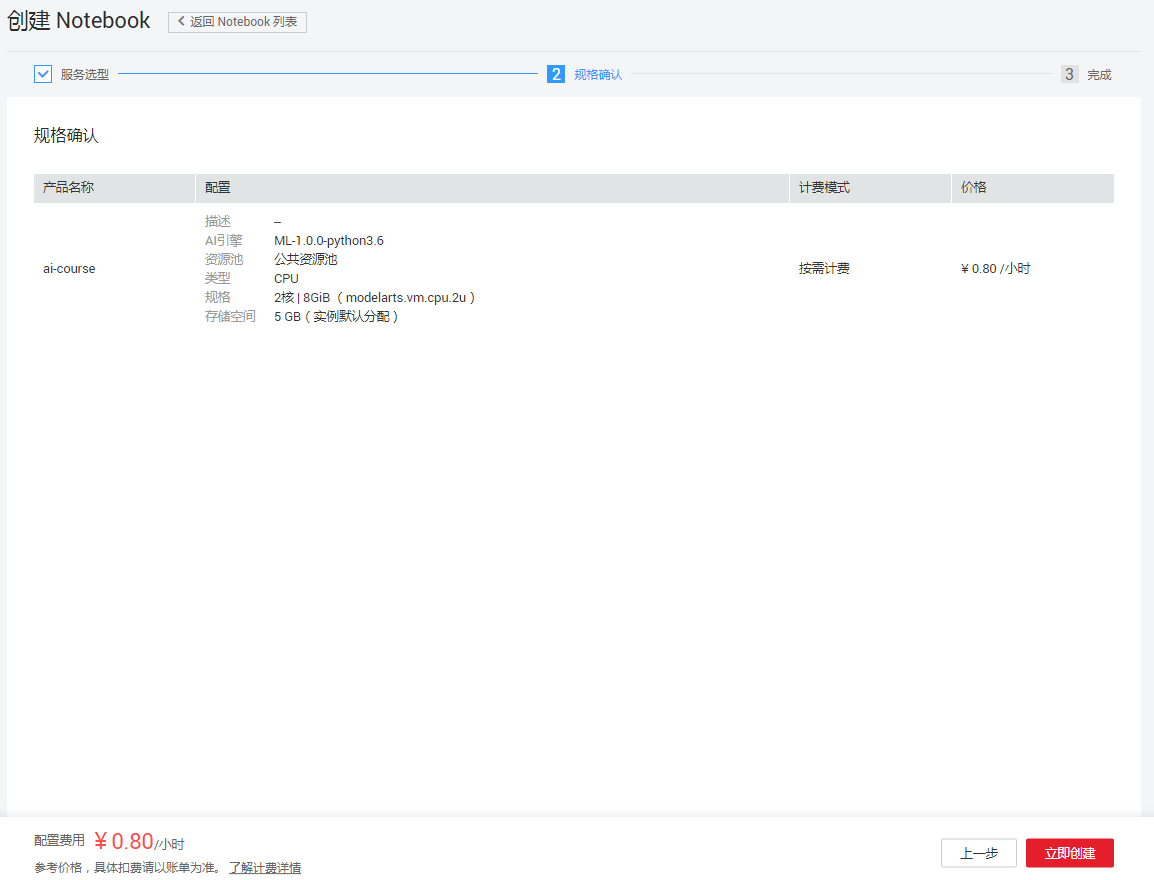 创建 Notebook
返回 Notebook 列表
服务选型
2 规格确认
3 完成
规格确认
产品名称 配置 计费模式 价格
描述 --
AI引擎 ML-1.0.0-python3.6
资源池 公共资源池
ai-course 类型 CPU 按需计费 ¥ 0.80 /小时
规格 2核 | 8GiB（modelarts.vm.cpu.2u）
存储空间 5 GB（实例默认分配）
配置费用 ¥ 0.80/小时
参考价格，具体扣费请以账单为准。 了解计费详情
上一步 立即创建